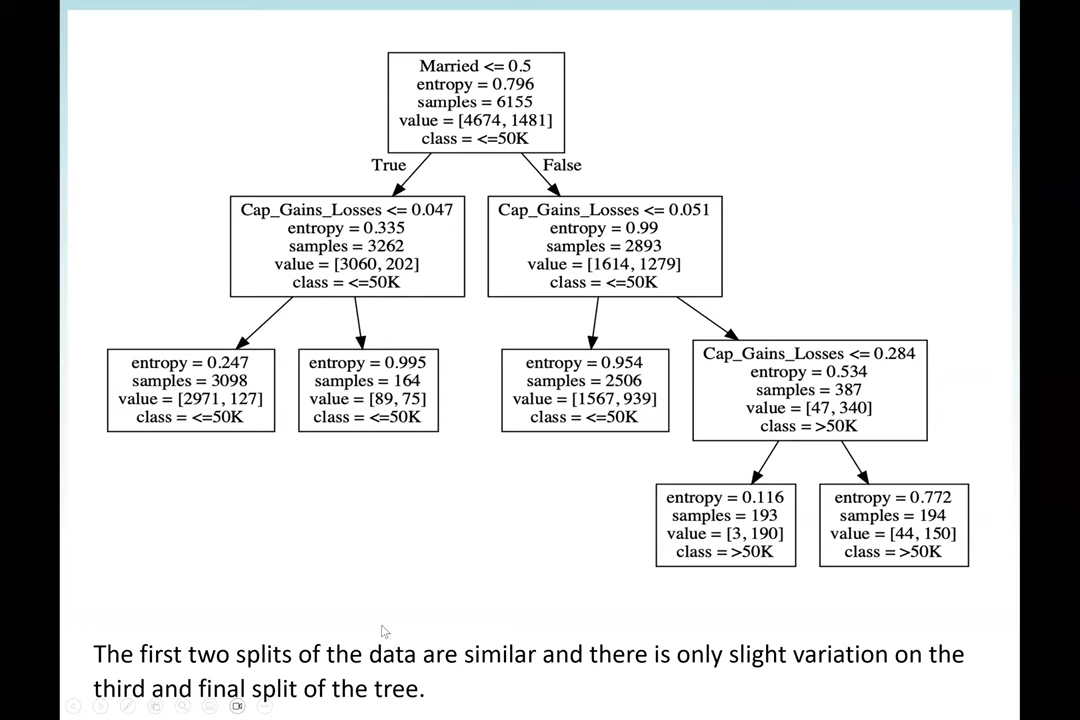 Married <= 0.5
entropy = 0.796
samples = 6155
value = [4674, 1481]
class = <=50K
True
False
Cap_Gains_Losses <= 0.047
entropy = 0.335
samples = 3262
value = [3060, 202]
class = <=50K
Cap_Gains_Losses <= 0.051
entropy = 0.99
samples = 2893
value = [1614, 1279]
class = <=50K
entropy = 0.247
samples = 3098
value = [2971, 127]
class = <=50K
entropy = 0.995
samples = 164
value = [89, 75]
class = <=50K
entropy = 0.954
samples = 2506
value = [1567, 939]
class = <=50K
Cap_Gains_Losses <= 0.284
entropy = 0.534
samples = 387
value = [47, 340]
class = >50K
entropy = 0.116
samples = 193
value = [3, 190]
class = >50K
entropy = 0.772
samples = 194
value = [44, 150]
class = >50K
The first two splits of the data are similar and there is only slight variation on the
third and final split of the tree.